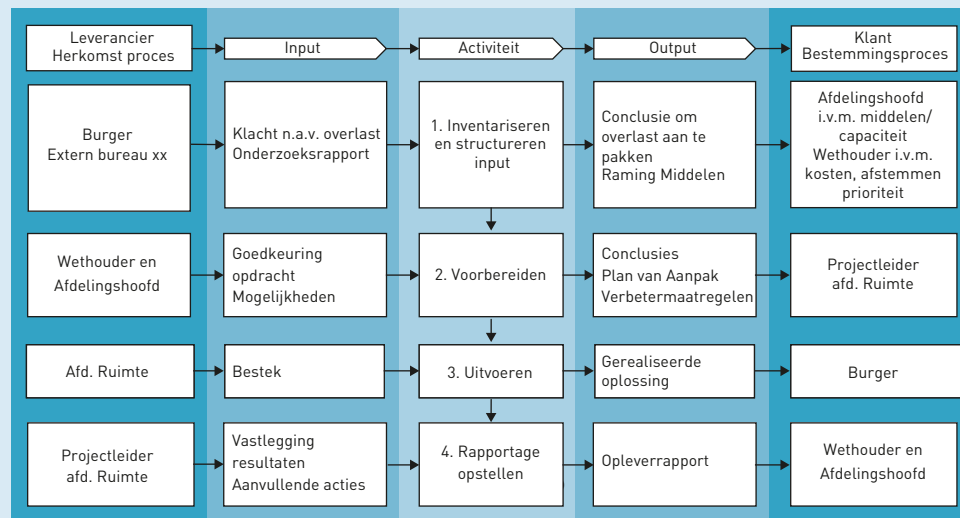 Leverancier
Herkomst proces
Input
Activiteit
Output
Klant
Bestemmingsproces
Burger
Extern bureau xx
Klacht n.a.v. overlast
Onderzoeksrapport
1. Inventariseren
en structureren
input
Conclusie om
overlast aan te
pakken
Raming Middelen
Afdelingshoofd
i.v.m. middelen/
capaciteit
Wethouder i.v.m.
kosten, afstemmen
prioriteit
Wethouder en
Afdelingshoofd
Goedkeuring
opdracht
Mogelijkheden
2. Voorbereiden
Conclusies
Plan van Aanpak
Verbetermaatregelen
Projectleider
afd. Ruimte
Afd. Ruimte
Bestek
3. Uitvoeren
Gerealiseerde
oplossing
Burger
Projectleider
afd. Ruimte
Vastlegging
resultaten
Aanvullende acties
4. Rapportage
opstellen
Opleverrapport
Wethouder en
Afdelingshoofd